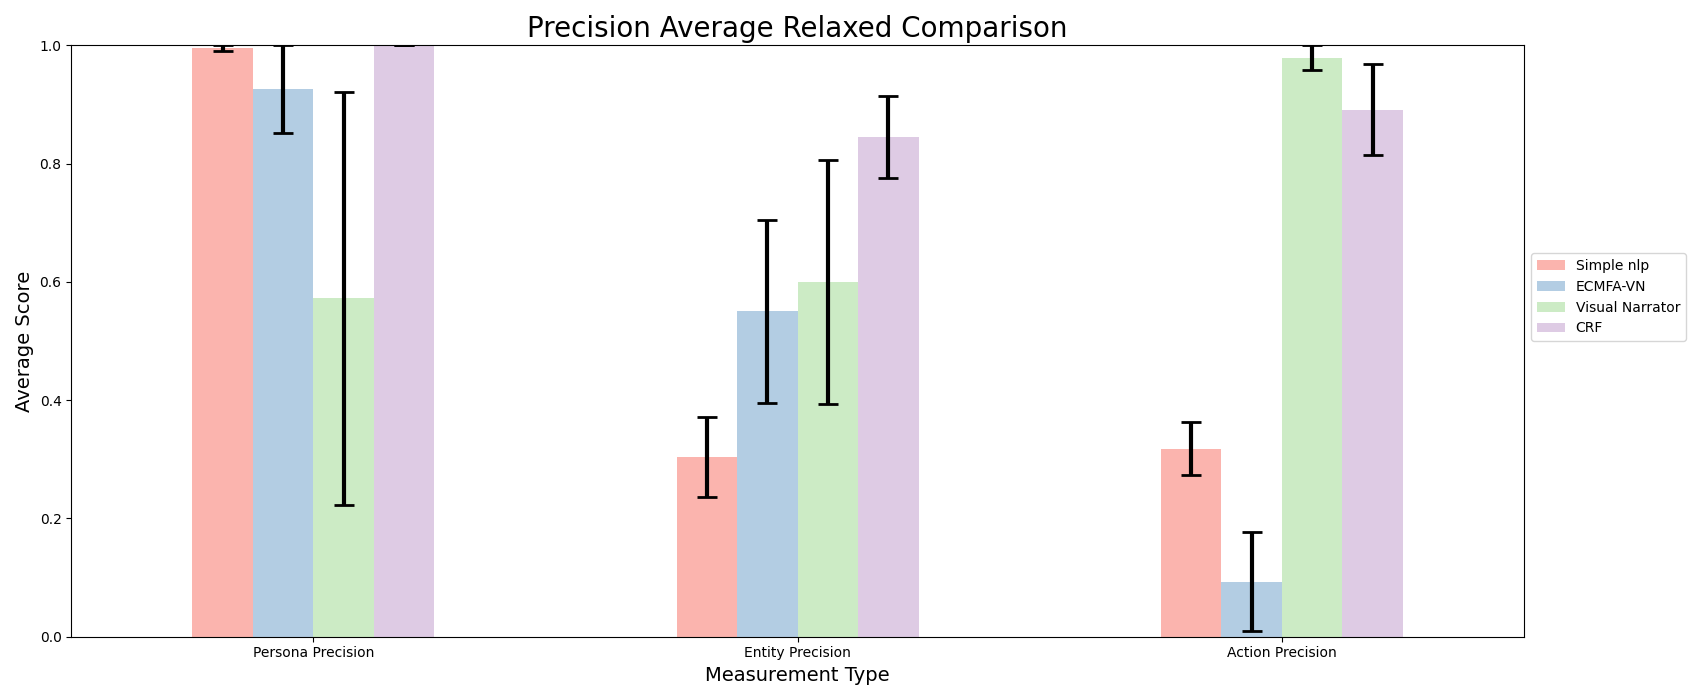 Precision Average Relaxed Comparison
Average Score
1.0
0.8
0.6
0.4
0.2
0.0
Persona Precision
Entity Precision
Action Precision
Measurement Type
Simple nlp
ECMFA-VN
Visual Narrator
CRF